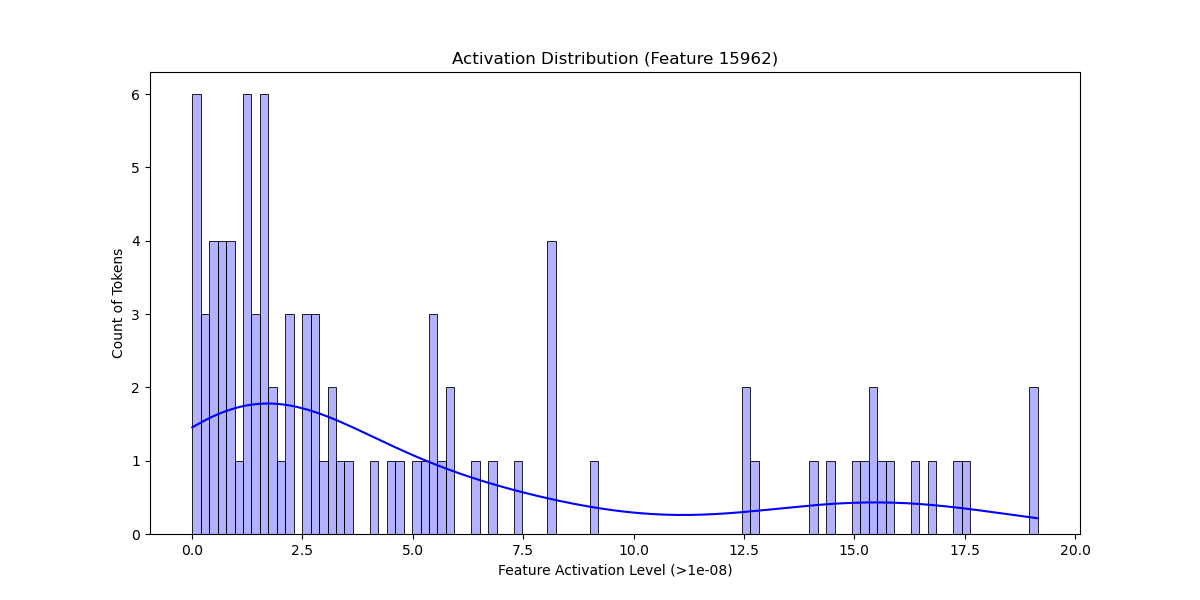 Activation Distribution (Feature 15962)
Count of Tokens
6
5
4
3
2
1
0
0.0 2.5 5.0 7.5 10.0 12.5 15.0 17.5 20.0
Feature Activation Level (>1e-08)